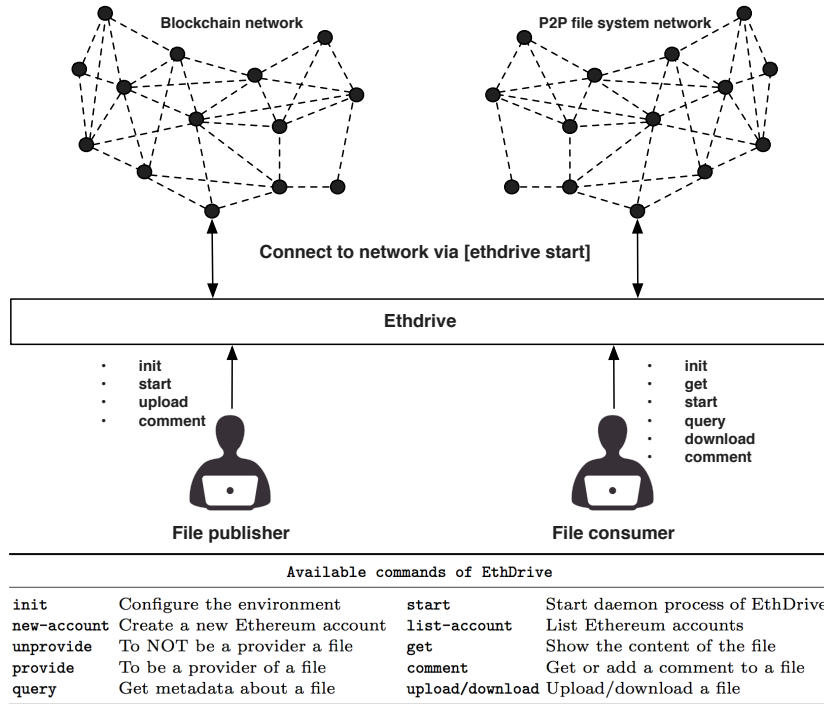 Blockchain network
P2P file system network
Connect to network via [ethdrive start]
Ethdrive
• init
• start
• upload
• comment
• init
• get
• start
• query
• download
• comment
File publisher
File consumer
Available commands of EthDrive
init Configure the environment start Start daemon process of EthDrive
new-account Create a new Ethereum account list-account List Ethereum accounts
unprovide To NOT be a provider a file get Show the content of the file
provide To be a provider of a file comment Get or add a comment to a file
query Get metadata about a file upload/download Upload/download a file